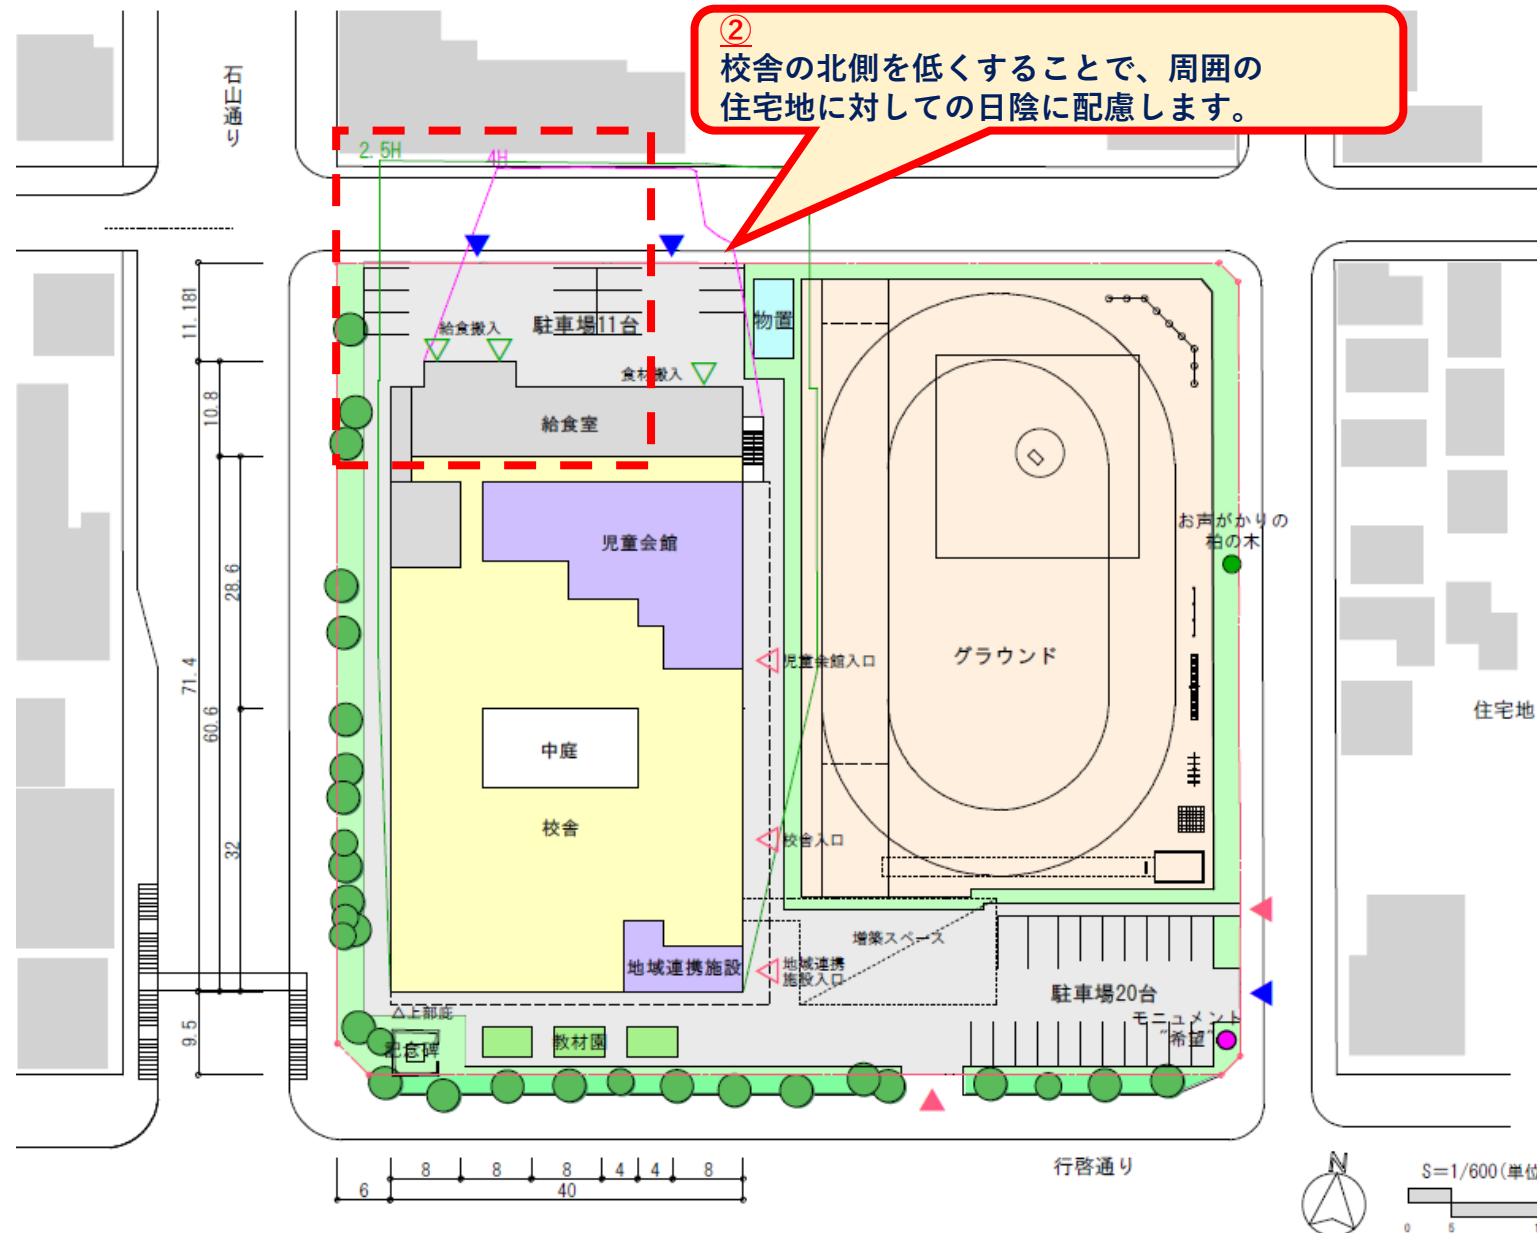 ②
校舎の北側を低くすることで、周囲の
住宅地に対しての日陰に配慮します。
石山通り
2.5H
4H
11.181
給食搬入
駐車場11台
物置
食材搬入
10.8
給食室
お声がかりの
柏の木
児童会館
28.6
児童会館入口
グラウンド
71.4
60.6
住宅地
中庭
校舎
校舎入口
32
増築スペース
地域連携施設
地域連携
施設入口
駐車場20台
△上部庇
モニュメント
"希望"
9.5
記念碑
教材園
行啓通り
8
8
8
4
4
8
6
40
N
S=1/600(単位
0
5
1